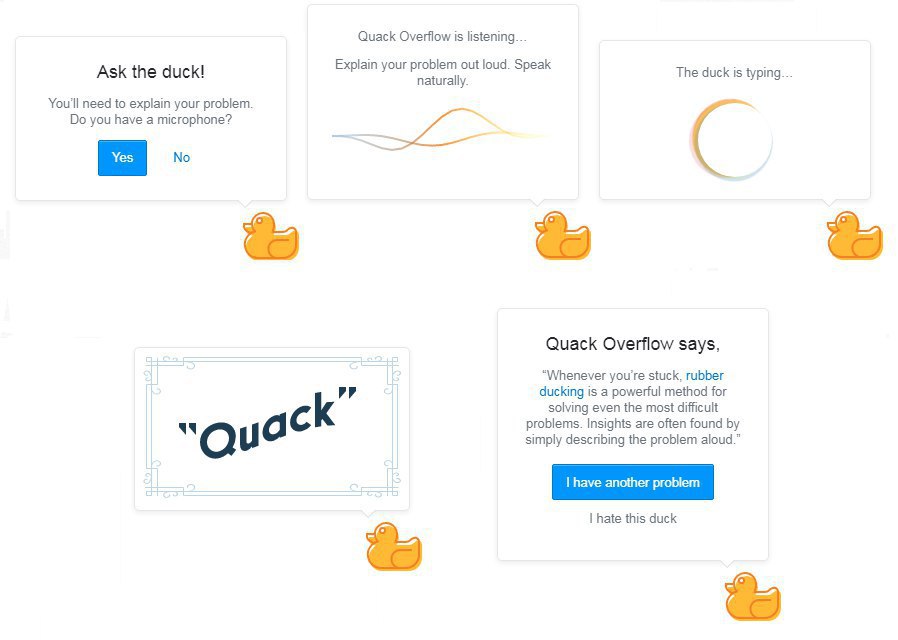 Ask the duck!
You'll need to explain your problem.
Do you have a microphone?
Yes
No
Quack Overflow is listening…
Explain your problem out loud. Speak
naturally.
The duck is typing…
"Quack"
Quack Overflow says,
“Whenever you're stuck, rubber
ducking is a powerful method for
solving even the most difficult
problems. Insights are often found by
simply describing the problem aloud.”
I have another problem
I hate this duck